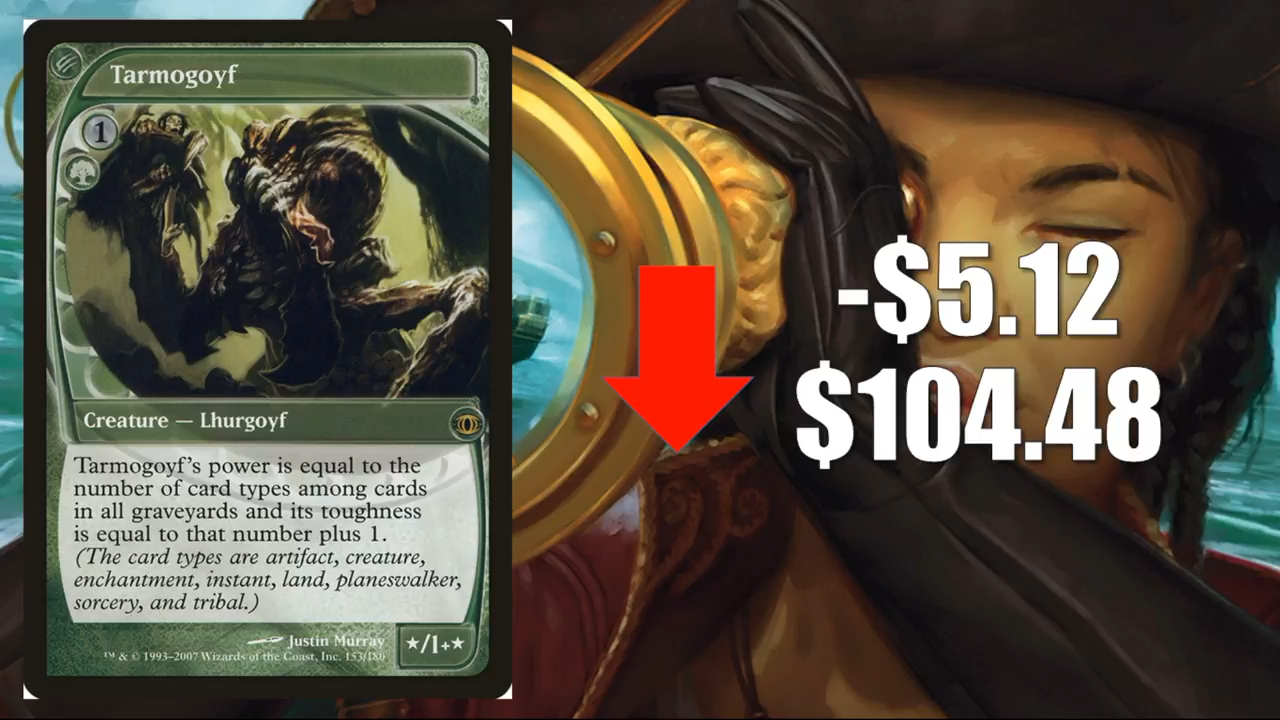 Tarmogoyf
1
Creature — Lhurgoyf
Tarmogoyf's power is equal to the
number of card types among cards
in all graveyards and its toughness
is equal to that number plus 1.
(The card types are artifact, creature,
enchantment, instant, land, planeswalker,
sorcery, and tribal.)
Justin Murray
™ & © 1993–2007 Wizards of the Coast, Inc. 153/180
★/1+★
-$5.12
$104.48